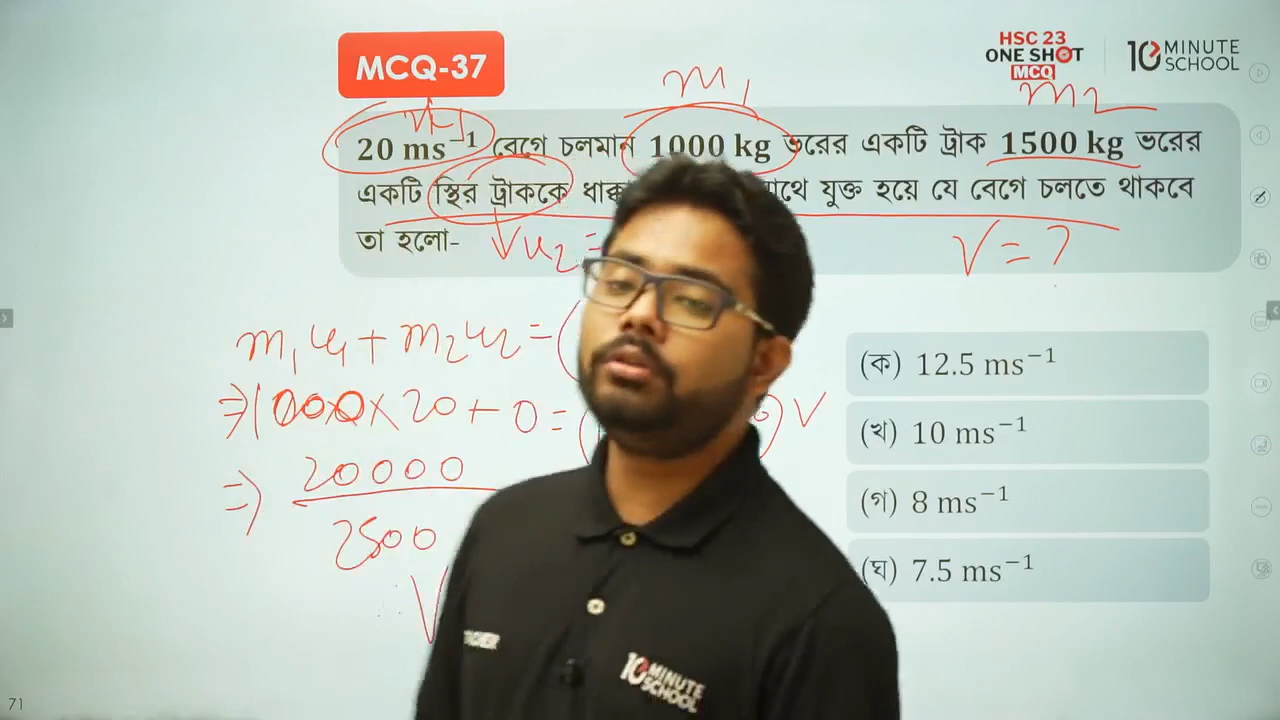 HSC 23
ONE SHOT
MCQ
10 MINUTE
SCHOOL
MCQ-37
m₁
m₂
20 ms⁻¹ বেগে চলমান 1000 kg ভরের একটি ট্রাক 1500 kg ভরের
একটি স্থির ট্রাককে যুক্ত হয়ে যে বেগে চলতে থাকবে
তা হলো-
u₂ =
V = ?
m₁u₁ + m₂u₂ = (
⇒ 1000 × 20 + 0 = ( ) V
⇒ 20000
2500
V
(ক) 12.5 ms⁻¹
(খ) 10 ms⁻¹
(গ) 8 ms⁻¹
(ঘ) 7.5 ms⁻¹
10 MINUTE
SCHOOL
71